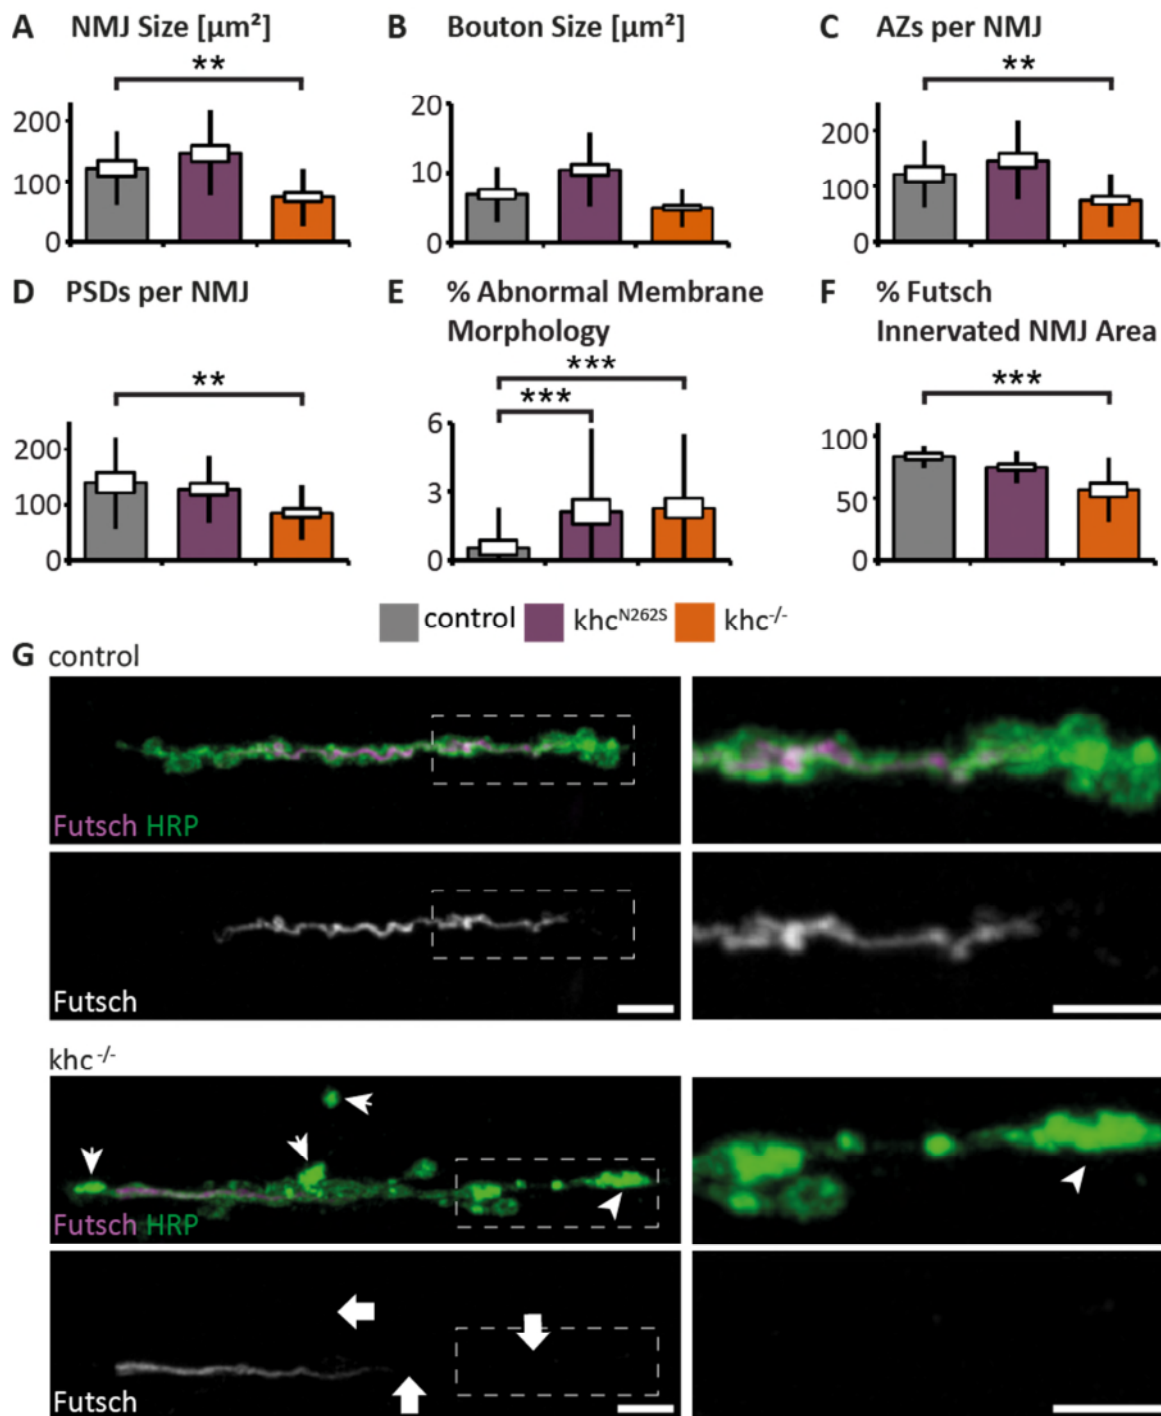 A NMJ Size [µm²]
**
200
100
0
B Bouton Size [µm²]
20
10
0
C AZs per NMJ
**
200
100
0
D PSDs per NMJ
**
200
100
0
E % Abnormal Membrane
Morphology
***
***
6
3
0
F % Futsch
Innervated NMJ Area
***
100
50
0
control khc^N262S khc^-/-
G control
Futsch HRP
Futsch
khc -/-
Futsch HRP
Futsch